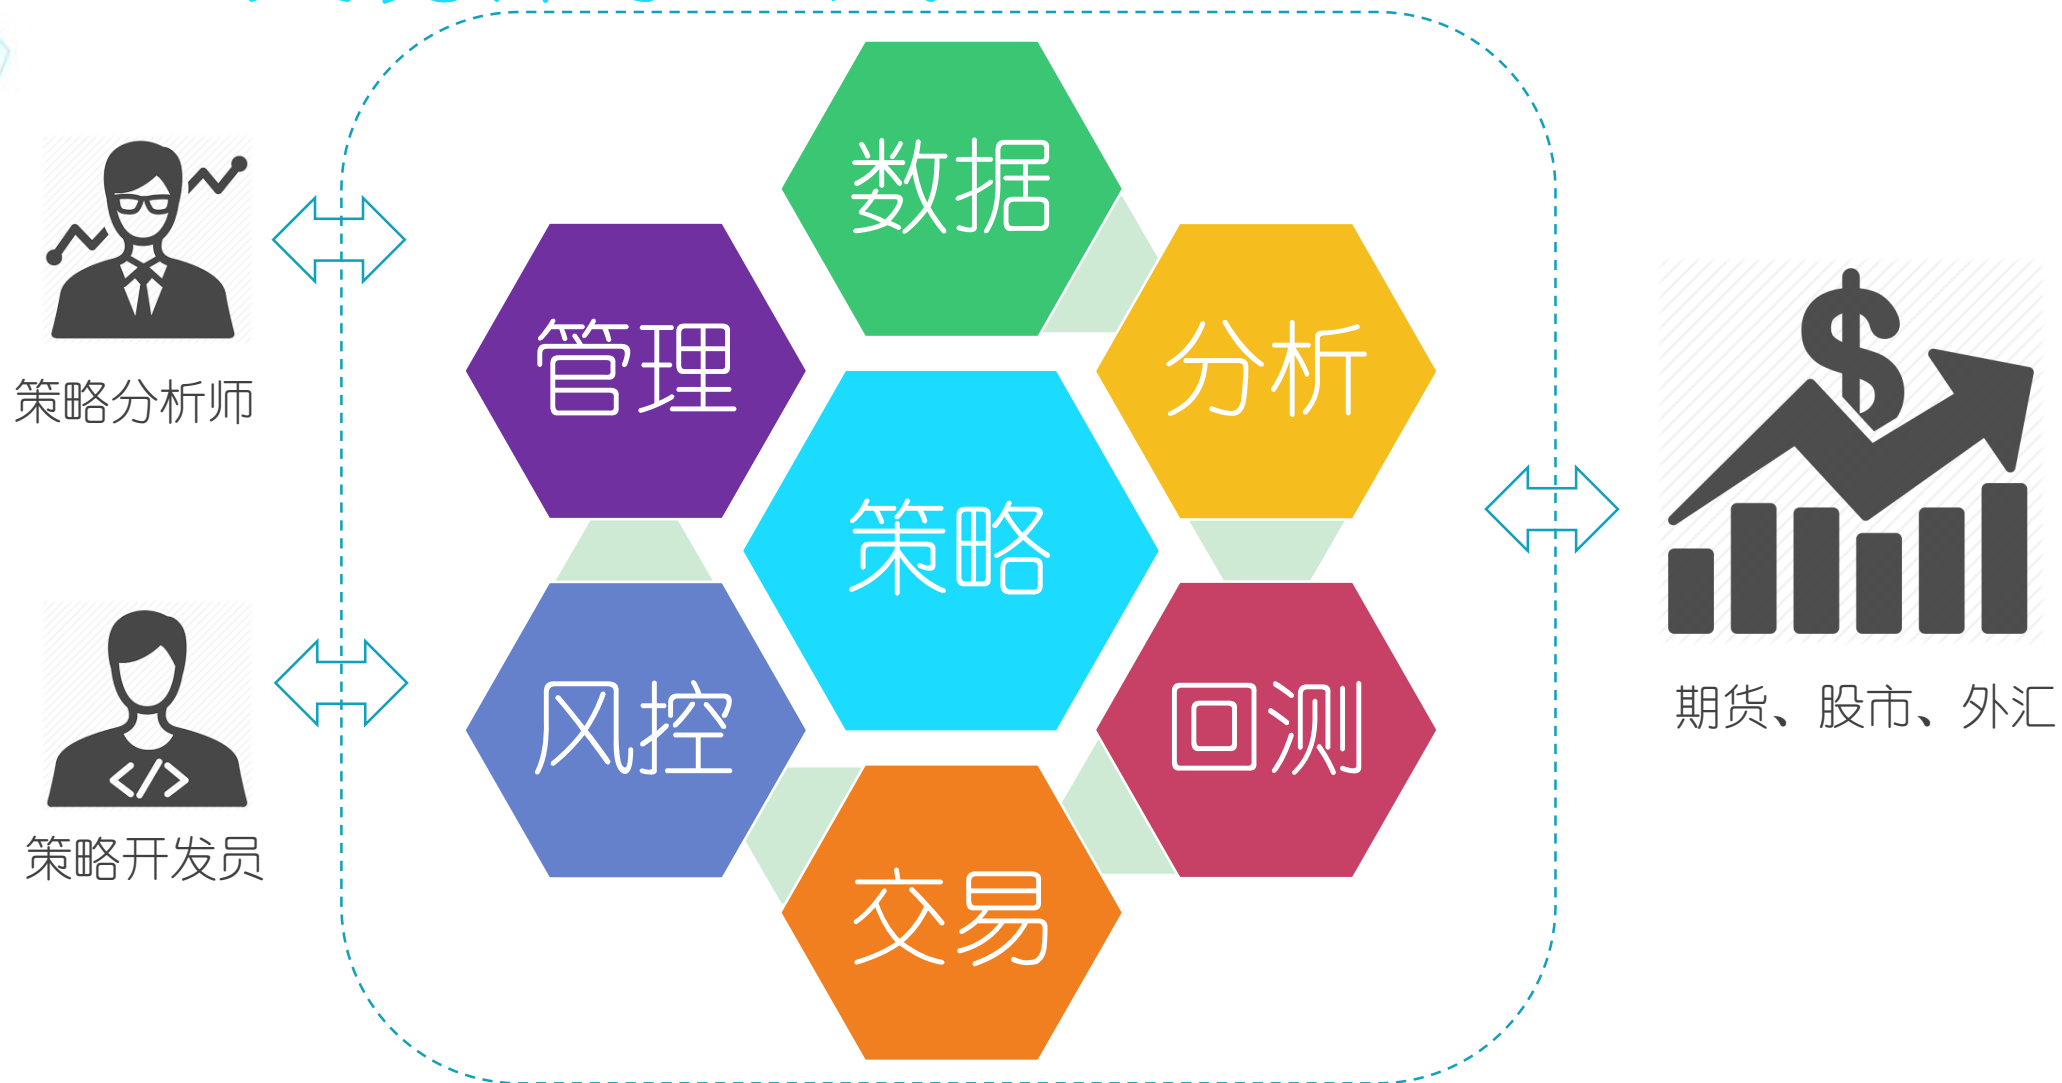 数据
管理
分析
策略分析师
策略
风控
回测
期货、股市、外汇
策略开发员
交易